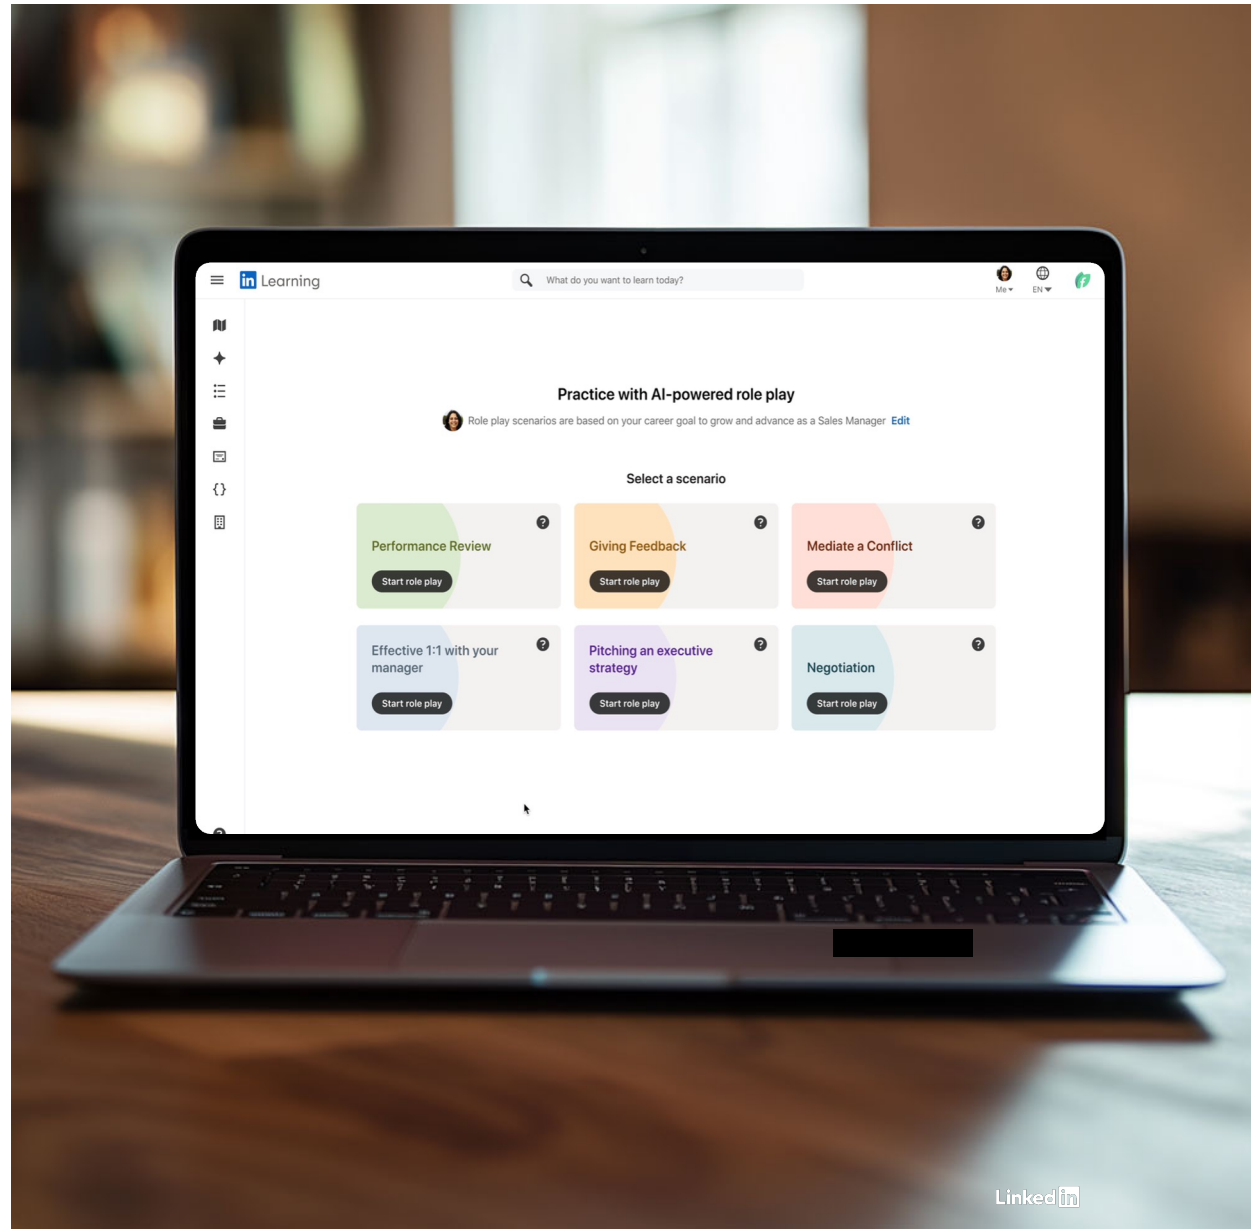 in Learning
What do you want to learn today?
Me
EN
Practice with AI-powered role play
Role play scenarios are based on your career goal to grow and advance as a Sales Manager Edit
Select a scenario
Performance Review
Start role play
Giving Feedback
Start role play
Mediate a Conflict
Start role play
Effective 1:1 with your
manager
Start role play
Pitching an executive
strategy
Start role play
Negotiation
Start role play
LinkedIn